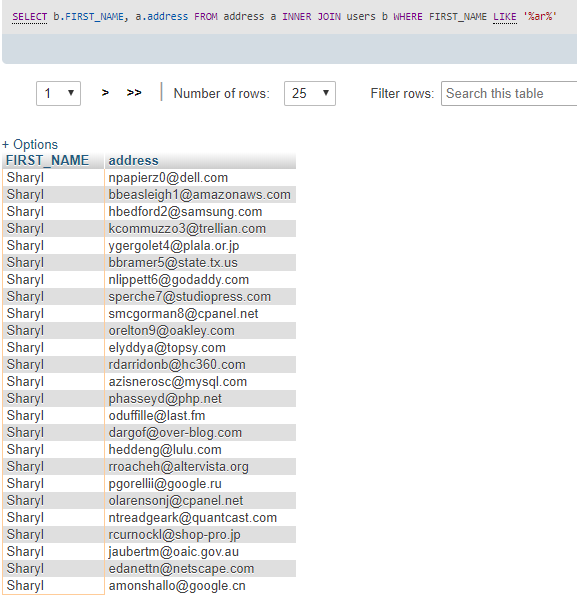 SELECT b.FIRST_NAME, a.address FROM address a INNER JOIN users b WHERE FIRST_NAME LIKE '%ar%'
1 > >> Number of rows: 25 Filter rows: Search this table
+ Options
FIRST_NAME address
Sharyl npapierz0@dell.com
Sharyl bbeasleigh1@amazonaws.com
Sharyl hbedford2@samsung.com
Sharyl kcommuzzo3@trellian.com
Sharyl ygergolet4@plala.or.jp
Sharyl bbramer5@state.tx.us
Sharyl nlippett6@godaddy.com
Sharyl sperche7@studiopress.com
Sharyl smcgorman8@cpanel.net
Sharyl orelton9@oakley.com
Sharyl elyddya@topsy.com
Sharyl rdarridonb@hc360.com
Sharyl azisnerosc@mysql.com
Sharyl phasseyd@php.net
Sharyl oduffille@last.fm
Sharyl dargof@over-blog.com
Sharyl heddeng@lulu.com
Sharyl rroacheh@altervista.org
Sharyl pgorellii@google.ru
Sharyl olarensonj@cpanel.net
Sharyl ntreadgeark@quantcast.com
Sharyl rcurnockl@shop-pro.jp
Sharyl jaubertm@oaic.gov.au
Sharyl edanettn@netscape.com
Sharyl amonshallo@google.cn